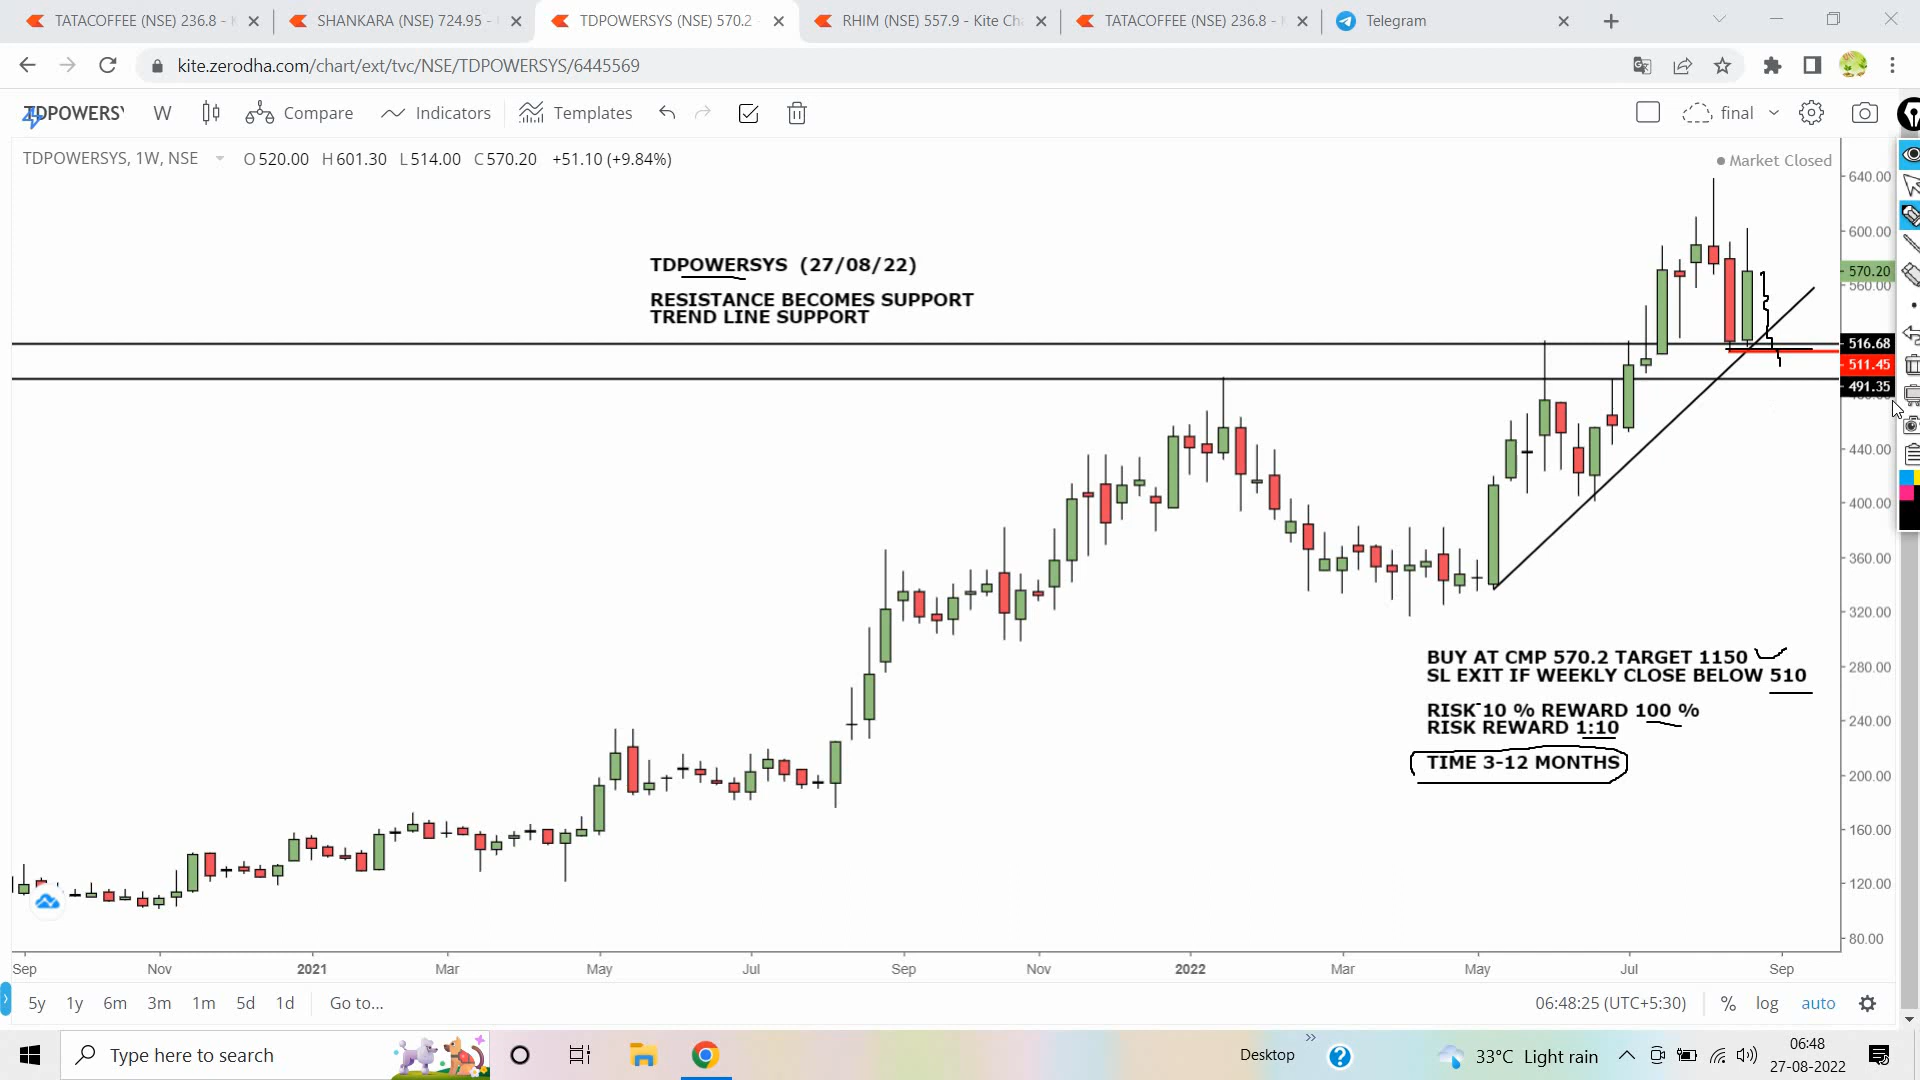 TATACOFFEE (NSE) 236.8 -
SHANKARA (NSE) 724.95 -
TDPOWERSYS (NSE) 570.2
RHIM (NSE) 557.9 - Kite Ch
TATACOFFEE (NSE) 236.8 -
Telegram
kite.zerodha.com/chart/ext/tvc/NSE/TDPOWERSYS/6445569
TDPOWERSY
W
Compare
Indicators
Templates
final
TDPOWERSYS, 1W, NSE O520.00 H601.30 L514.00 C570.20 +51.10 (+9.84%)
Market Closed
640.00
600.00
570.20
560.00
TDPOWERSYS (27/08/22)
RESISTANCE BECOMES SUPPORT
TREND LINE SUPPORT
516.68
511.45
491.35
440.00
400.00
360.00
320.00
280.00
240.00
200.00
160.00
120.00
80.00
BUY AT CMP 570.2 TARGET 1150
SL EXIT IF WEEKLY CLOSE BELOW 510
RISK 10 % REWARD 100 %
RISK REWARD 1:10
TIME 3-12 MONTHS
Sep Nov 2021 Mar May Jul Sep Nov 2022 Mar May Jul Sep
5y 1y 6m 3m 1m 5d 1d Go to...
06:48:25 (UTC+5:30) % log auto
Type here to search
Desktop
33°C Light rain
06:48
27-08-2022